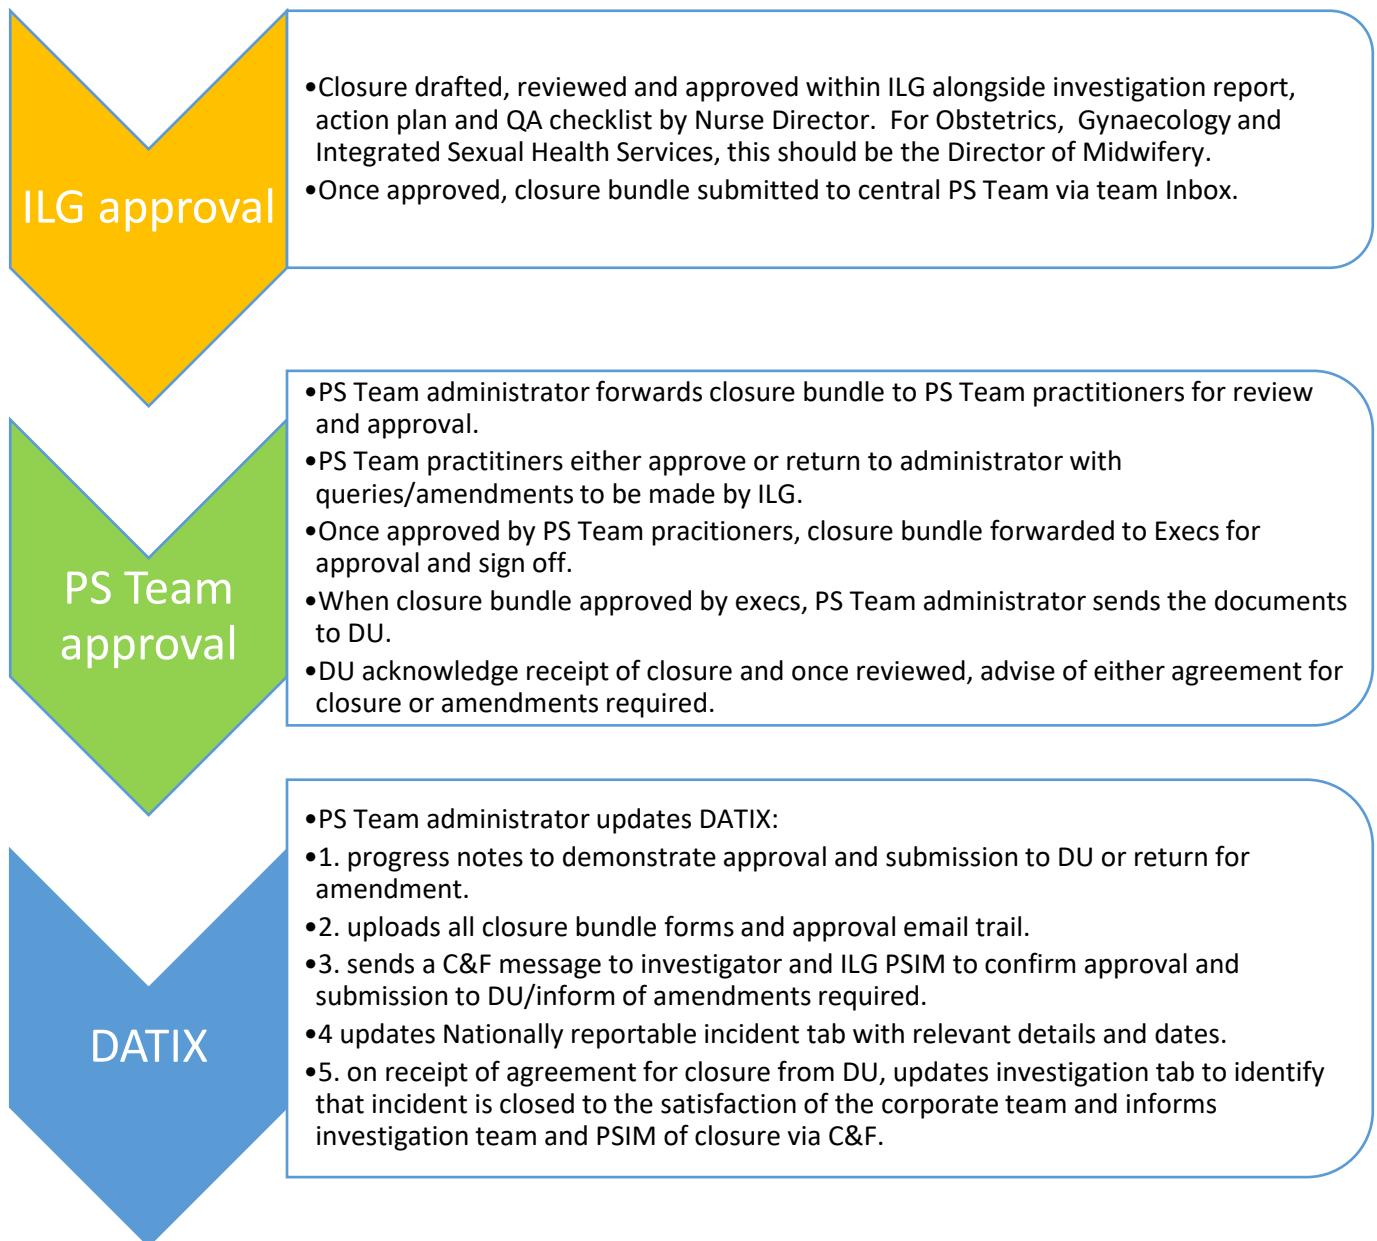 ILG approval
•Closure drafted, reviewed and approved within ILG alongside investigation report,
action plan and QA checklist by Nurse Director.  For Obstetrics,  Gynaecology and
Integrated Sexual Health Services, this should be the Director of Midwifery.
•Once approved, closure bundle submitted to central PS Team via team Inbox.
PS Team
approval
•PS Team administrator forwards closure bundle to PS Team practitioners for review
and approval.
•PS Team practitiners either approve or return to administrator with
queries/amendments to be made by ILG.
•Once approved by PS Team pracitioners, closure bundle forwarded to Execs for
approval and sign off.
•When closure bundle approved by execs, PS Team administrator sends the documents
to DU.
•DU acknowledge receipt of closure and once reviewed, advise of either agreement for
closure or amendments required.
DATIX
•PS Team administrator updates DATIX:
•1. progress notes to demonstrate approval and submission to DU or return for
amendment.
•2. uploads all closure bundle forms and approval email trail.
•3. sends a C&F message to investigator and ILG PSIM to confirm approval and
submission to DU/inform of amendments required.
•4 updates Nationally reportable incident tab with relevant details and dates.
•5. on receipt of agreement for closure from DU, updates investigation tab to identify
that incident is closed to the satisfaction of the corporate team and informs
investigation team and PSIM of closure via C&F.